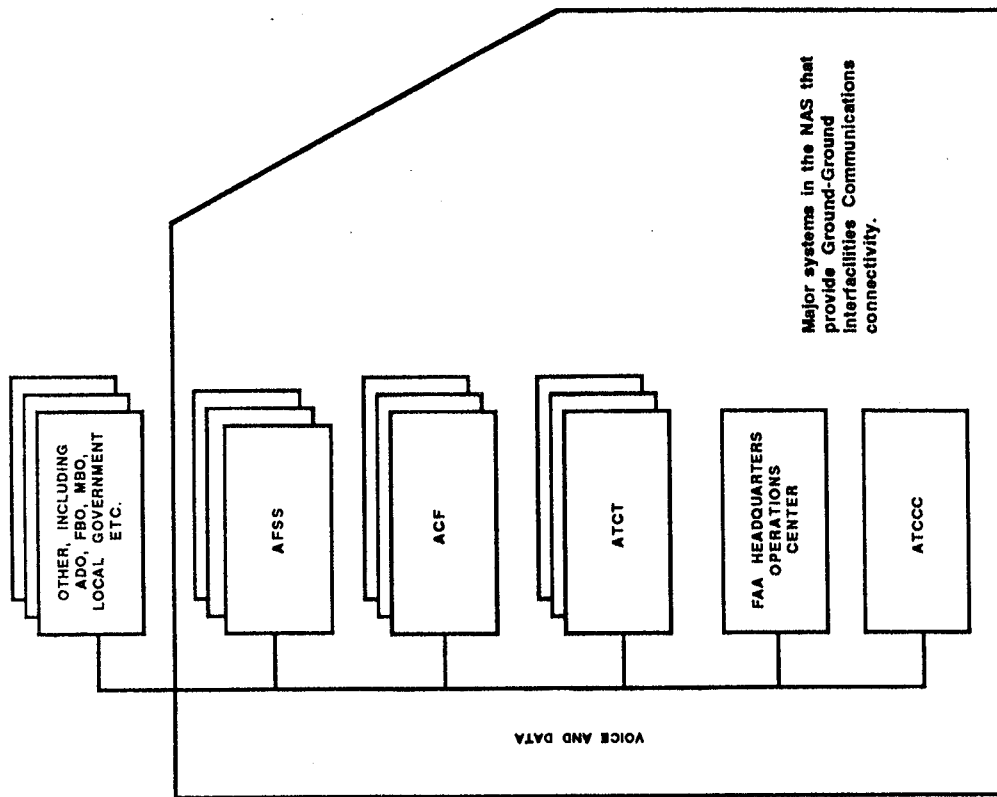 OTHER, INCLUDING
ADO, FBO, MBO,
LOCAL GOVERNMENT
ETC.
AFSS
ACF
ATCT
FAA HEADQUARTERS
OPERATIONS
CENTER
ATCCC
VOICE AND DATA
Major systems in the NAS that
provide Ground-Ground
Interfacilities Communications
connectivity.